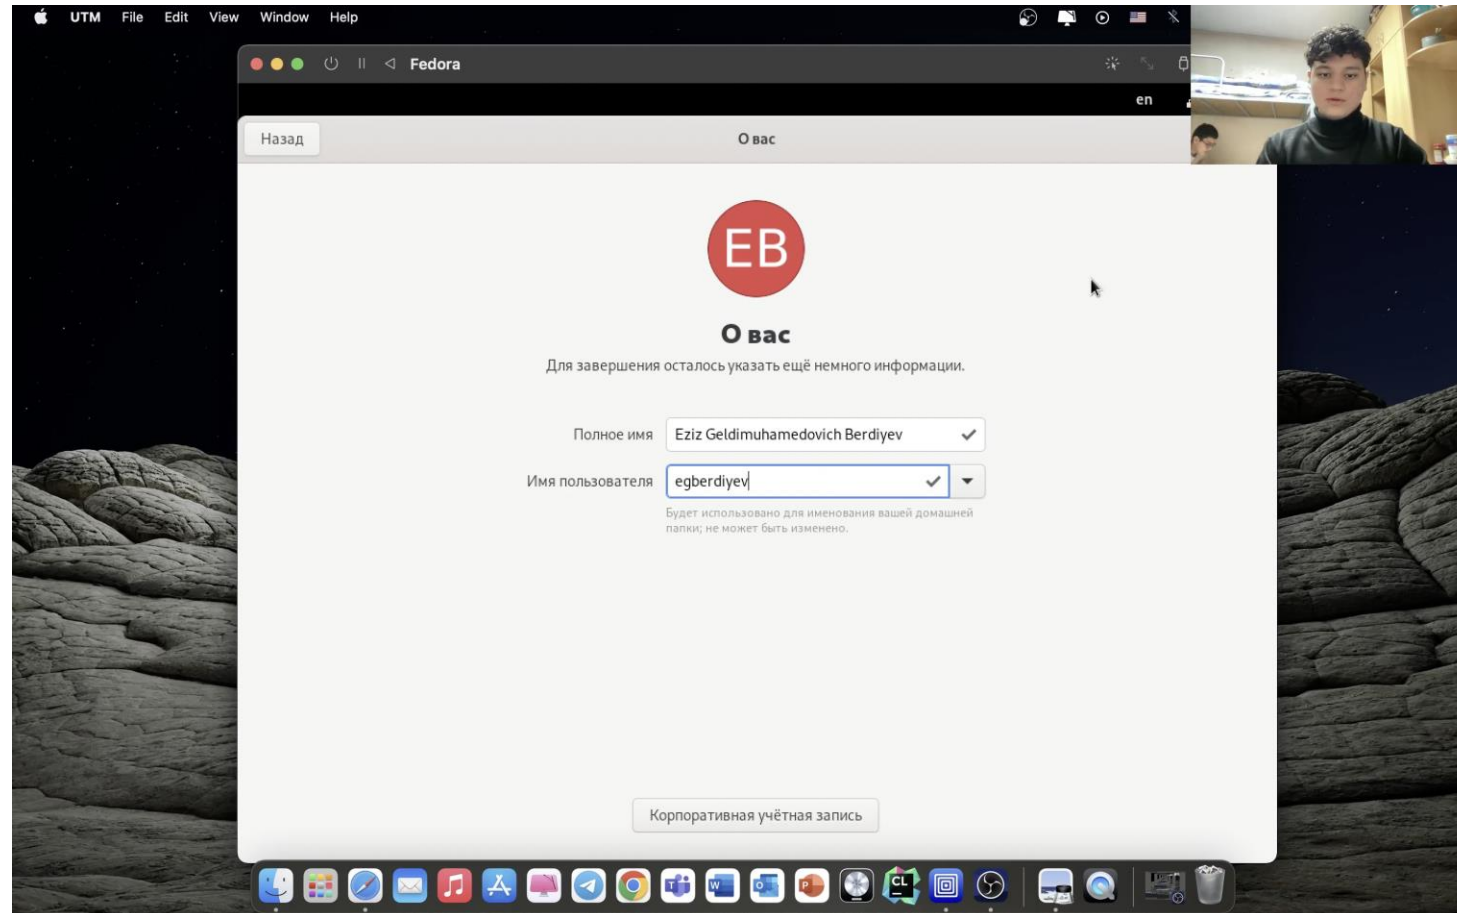 UTM File Edit View Window Help
Fedora
en
Назад
О вас
EB
О вас
Для завершения осталось указать ещё немного информации.
Полное имя Eziz Geldimuhamedovich Berdiyev
Имя пользователя egberdiyev
Будет использовано для именования вашей домашней
папки; не может быть изменено.
Корпоративная учётная запись